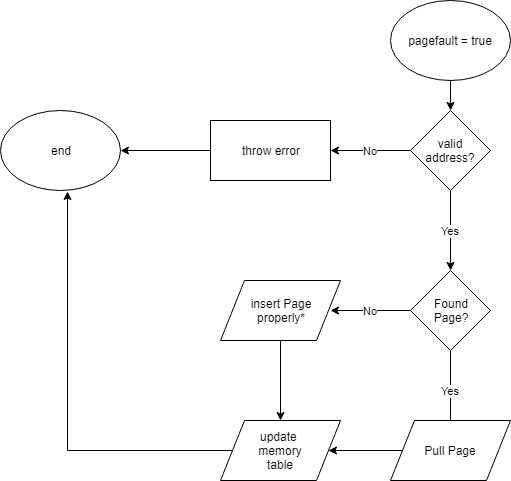 pagefault = true
end
throw error
No
valid
address?
Yes
insert Page
properly*
No
Found
Page?
Yes
update
memory
table
Pull Page